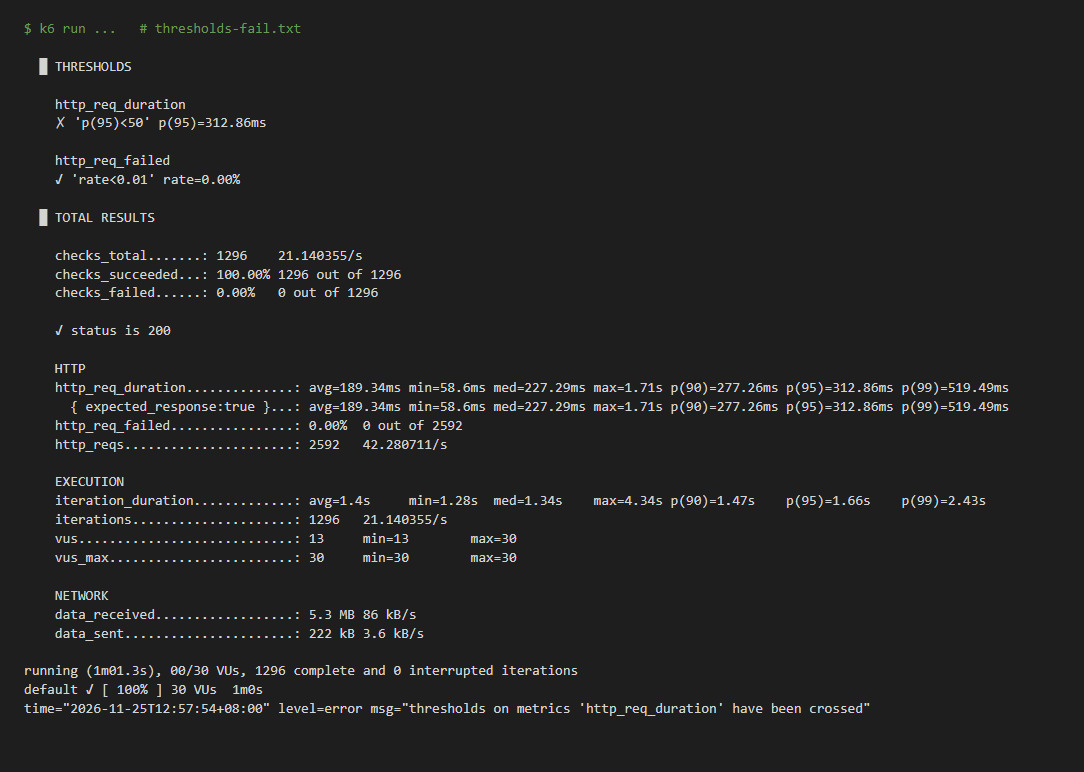 $ k6 run ...   # thresholds-fail.txt
█ THRESHOLDS
http_req_duration
✗ 'p(95)<50' p(95)=312.86ms
http_req_failed
✓ 'rate<0.01' rate=0.00%
█ TOTAL RESULTS
checks_total.......: 1296    21.140355/s
checks_succeeded...: 100.00% 1296 out of 1296
checks_failed......: 0.00%   0 out of 1296
✓ status is 200
HTTP
http_req_duration..............: avg=189.34ms min=58.6ms med=227.29ms max=1.71s p(90)=277.26ms p(95)=312.86ms p(99)=519.49ms
{ expected_response:true }...: avg=189.34ms min=58.6ms med=227.29ms max=1.71s p(90)=277.26ms p(95)=312.86ms p(99)=519.49ms
http_req_failed................: 0.00%  0 out of 2592
http_reqs......................: 2592   42.280711/s
EXECUTION
iteration_duration.............: avg=1.4s     min=1.28s  med=1.34s    max=4.34s p(90)=1.47s    p(95)=1.66s    p(99)=2.43s
iterations.....................: 1296   21.140355/s
vus............................: 13     min=13        max=30
vus_max........................: 30     min=30        max=30
NETWORK
data_received..................: 5.3 MB 86 kB/s
data_sent......................: 222 kB 3.6 kB/s
running (1m01.3s), 00/30 VUs, 1296 complete and 0 interrupted iterations
default ✓ [ 100% ] 30 VUs  1m0s
time="2026-11-25T12:57:54+08:00" level=error msg="thresholds on metrics 'http_req_duration' have been crossed"